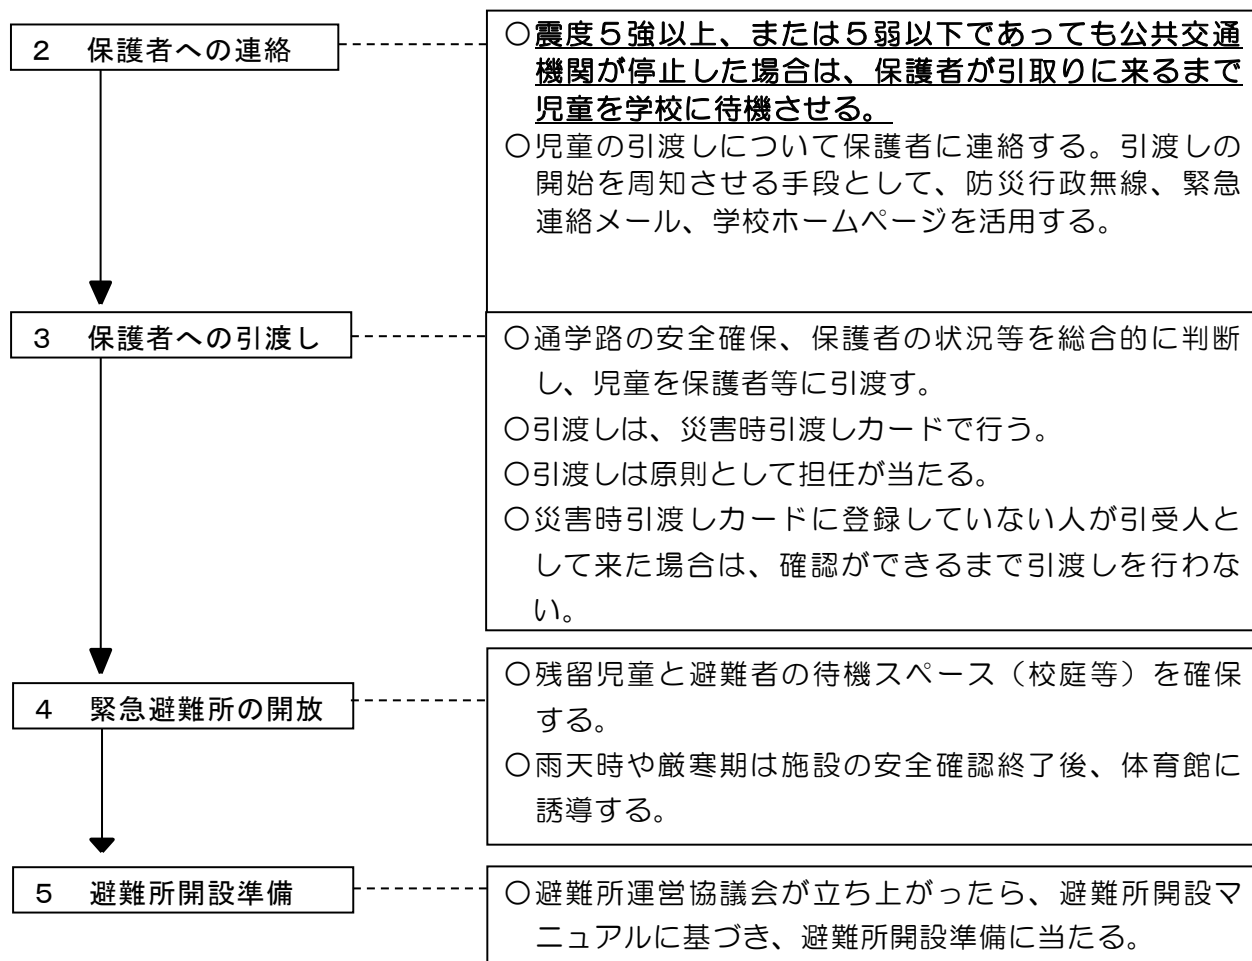 ２　保護者への連絡
○震度５強以上、または５弱以下であっても公共交通
機関が停止した場合は、保護者が引取りに来るまで
児童を学校に待機させる。
○児童の引渡しについて保護者に連絡する。引渡しの
開始を周知させる手段として、防災行政無線、緊急
連絡メール、学校ホームページを活用する。
３　保護者への引渡し
○通学路の安全確保、保護者の状況等を総合的に判断
し、児童を保護者等に引渡す。
○引渡しは、災害時引渡しカードで行う。
○引渡しは原則として担任が当たる。
○災害時引渡しカードに登録していない人が引受人と
して来た場合は、確認ができるまで引渡しを行わな
い。
４　緊急避難所の開放
○残留児童と避難者の待機スペース（校庭等）を確保
する。
○雨天時や厳寒期は施設の安全確認終了後、体育館に
誘導する。
５　避難所開設準備
○避難所運営協議会が立ち上がったら、避難所開設マ
ニュアルに基づき、避難所開設準備に当たる。